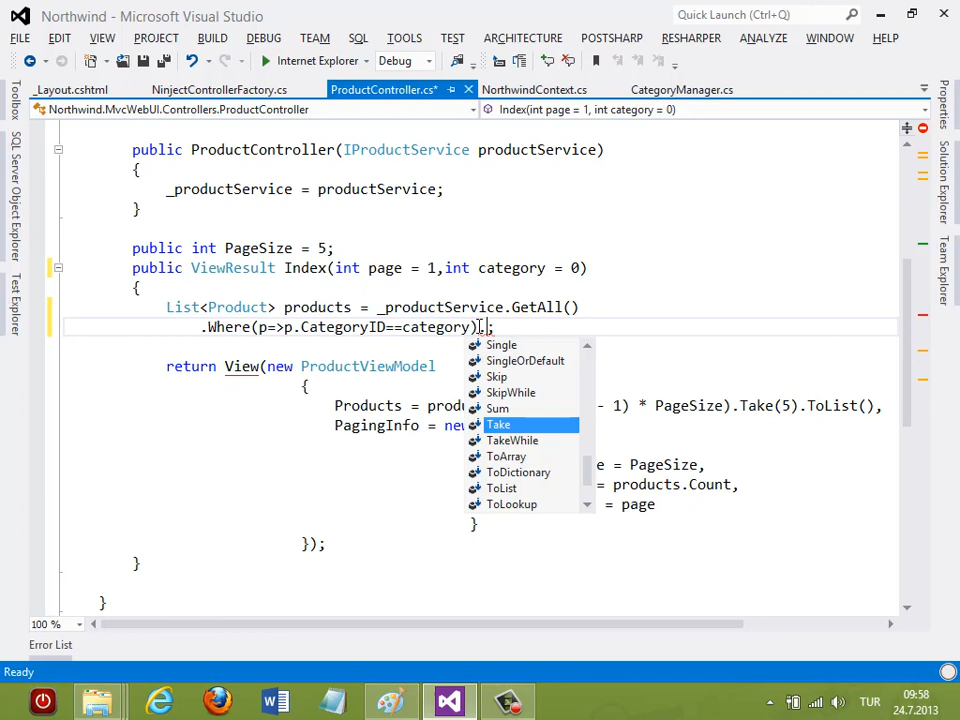 Northwind - Microsoft Visual Studio
Quick Launch (Ctrl+Q)
FILE EDIT VIEW PROJECT BUILD DEBUG TEAM SQL TOOLS TEST ARCHITECTURE POSTSHARP RESHARPER ANALYZE WINDOW HELP
Internet Explorer Debug
_Layout.cshtml NinjectControllerFactory.cs ProductController.cs* NorthwindContext.cs CategoryManager.cs
Northwind.MvcWebUI.Controllers.ProductController Index(int page = 1, int category = 0)
Toolbox
SQL Server Object Explorer
Test Explorer
Properties
Solution Explorer
Team Explorer
public ProductController(IProductService productService)
{
_productService = productService;
}
public int PageSize = 5;
public ViewResult Index(int page = 1,int category = 0)
{
List<Product> products = _productService.GetAll()
.Where(p=>p.CategoryID==category).;
Single
SingleOrDefault
Skip
SkipWhile
Sum
Take
TakeWhile
ToArray
ToDictionary
ToList
ToLookup
return View(new ProductViewModel
{
Products = prod - 1) * PageSize).Take(5).ToList(),
PagingInfo = new
e = PageSize,
= products.Count,
= page
}
});
}
}
100 %
Error List
Ready
TUR
09:58
24.7.2013